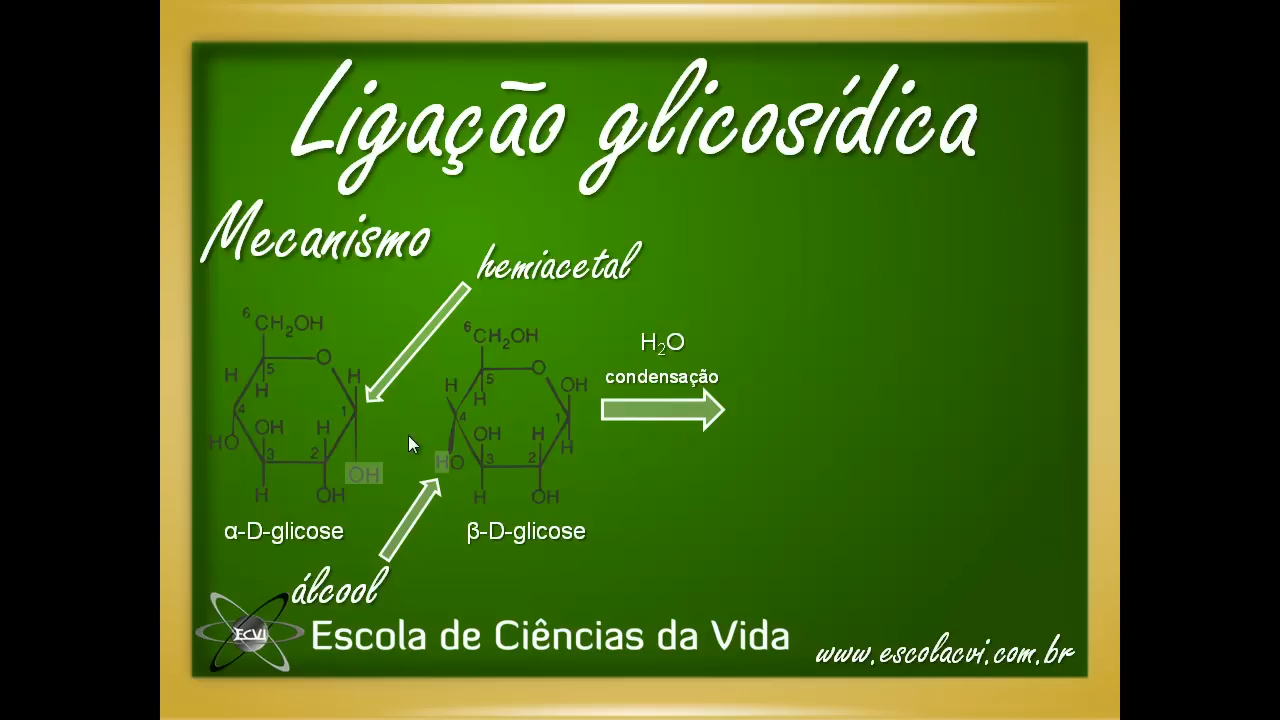 Ligação glicosídica
Mecanismo
hemiacetal
6
CH2OH
O
H
5
H
H
4
1
HO
OH
H
3
2
OH
H
OH
α-D-glicose
6
CH2OH
O
OH
5
H
H
4
1
HO
OH
H
H
3
2
H
OH
β-D-glicose
H2O
condensação
álcool
ECVI
Escola de Ciências da Vida
www.escolacvi.com.br